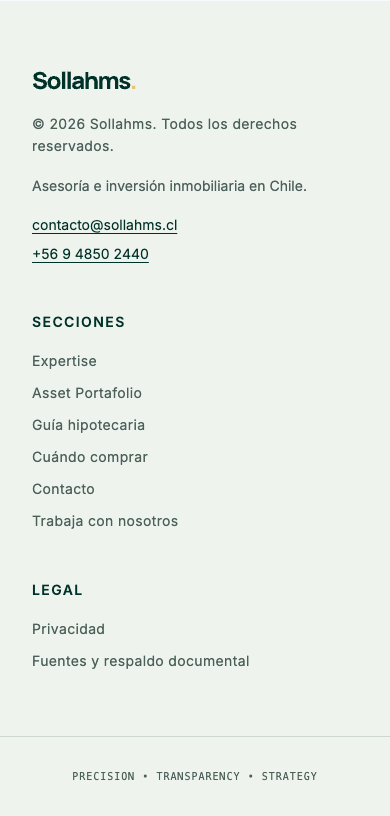 Sollahms.
© 2026 Sollahms. Todos los derechos
reservados.
Asesoría e inversión inmobiliaria en Chile.
contacto@sollahms.cl
+56 9 4850 2440
SECCIONES
Expertise
Asset Portafolio
Guía hipotecaria
Cuándo comprar
Contacto
Trabaja con nosotros
LEGAL
Privacidad
Fuentes y respaldo documental
PRECISION • TRANSPARENCY • STRATEGY